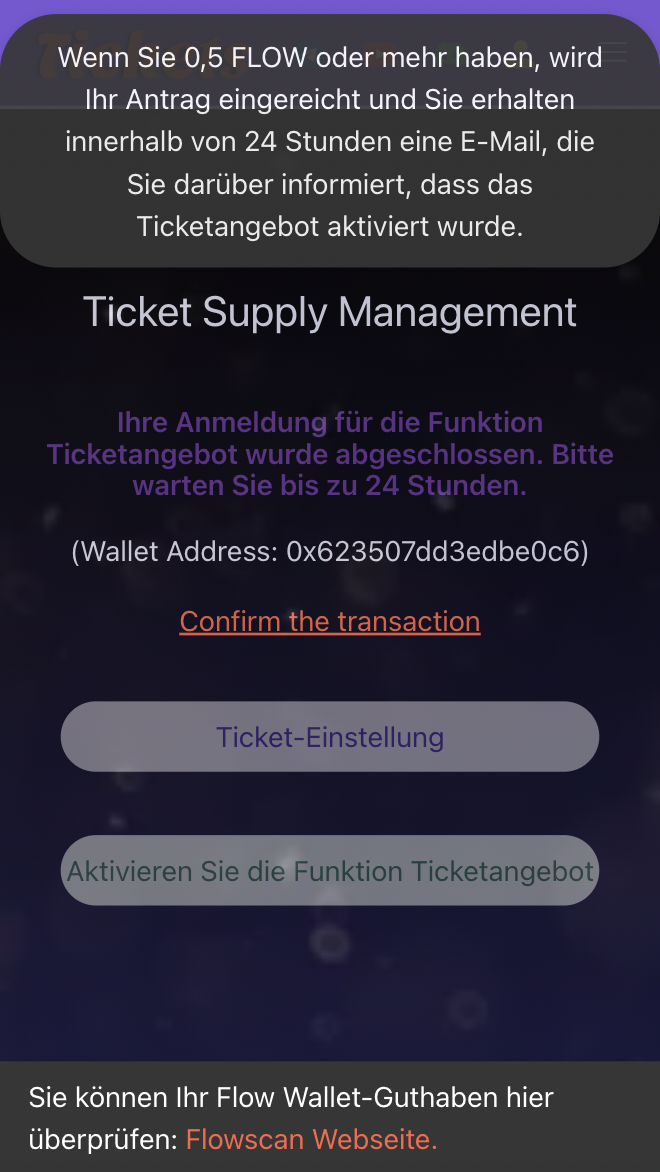 Tickets
Wenn Sie 0,5 FLOW oder mehr haben, wird
Ihr Antrag eingereicht und Sie erhalten
innerhalb von 24 Stunden eine E-Mail, die
Sie darüber informiert, dass das
Ticketangebot aktiviert wurde.
Ticket Supply Management
Ihre Anmeldung für die Funktion
Ticketangebot wurde abgeschlossen. Bitte
warten Sie bis zu 24 Stunden.
(Wallet Address: 0x623507dd3edbe0c6)
Confirm the transaction
Ticket-Einstellung
Aktivieren Sie die Funktion Ticketangebot
Sie können Ihr Flow Wallet-Guthaben hier
überprüfen: Flowscan Webseite.